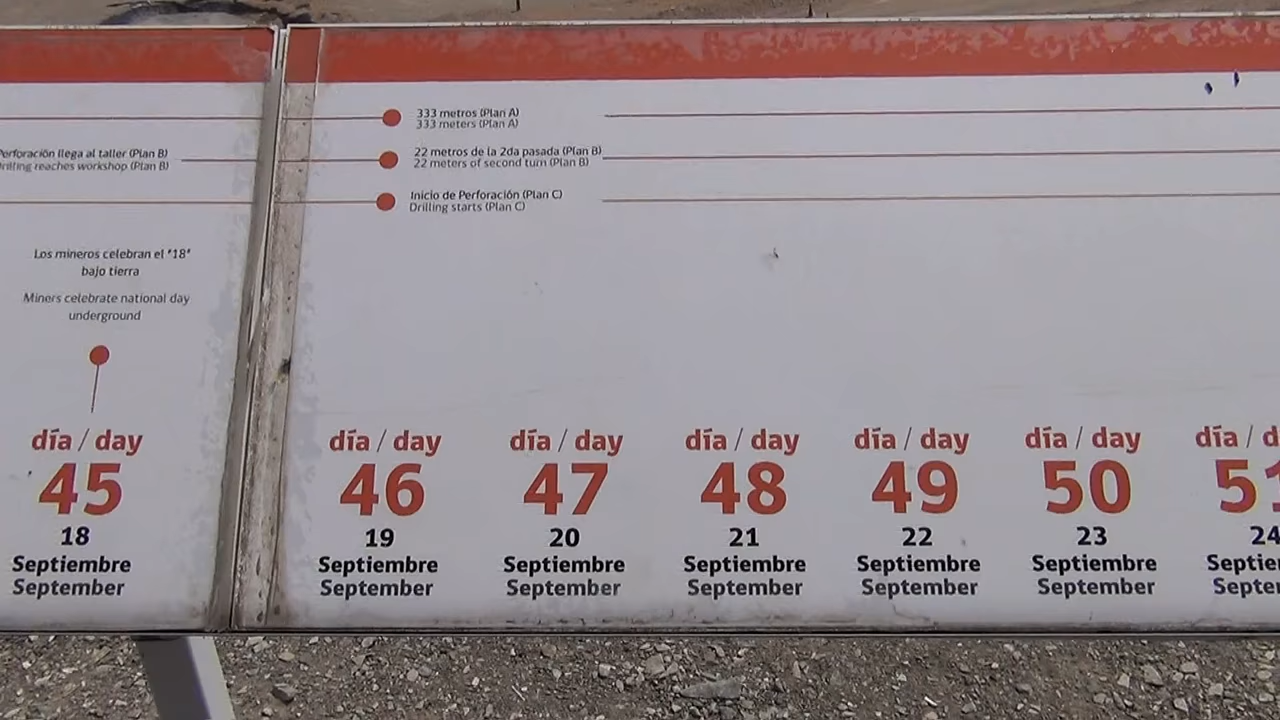 333 metros (Plan A)
333 meters (Plan A)
Perforación llega al taller (Plan B)
Drilling reaches workshop (Plan B)
22 metros de la 2da pasada (Plan B)
22 meters of second turn (Plan B)
Inicio de Perforación (Plan C)
Drilling starts (Plan C)
Los mineros celebran el "18"
bajo tierra
Miners celebrate national day
underground
día / day
45
18
Septiembre
September
día / day
46
19
Septiembre
September
día / day
47
20
Septiembre
September
día / day
48
21
Septiembre
September
día / day
49
22
Septiembre
September
día / day
50
23
Septiembre
September
día / d
51
24
Septie
Septe